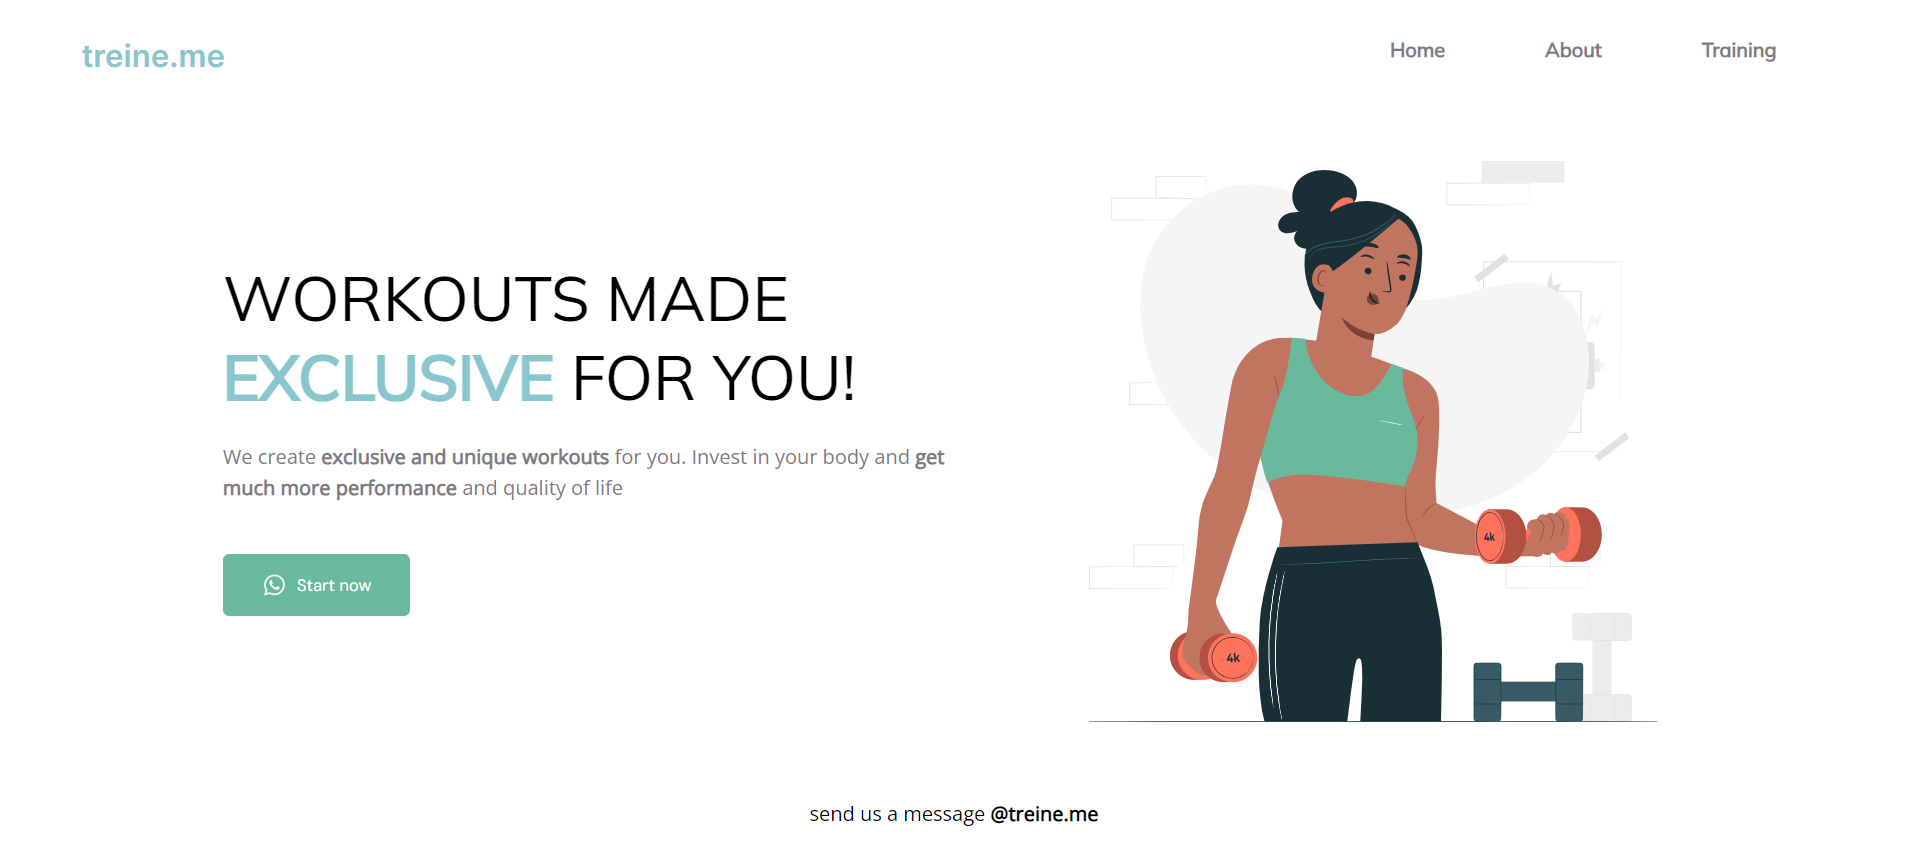 treine.me
Home
About
Training
WORKOUTS MADE
EXCLUSIVE FOR YOU!
We create exclusive and unique workouts for you. Invest in your body and get
much more performance and quality of life
Start now
4k
4k
send us a message @treine.me